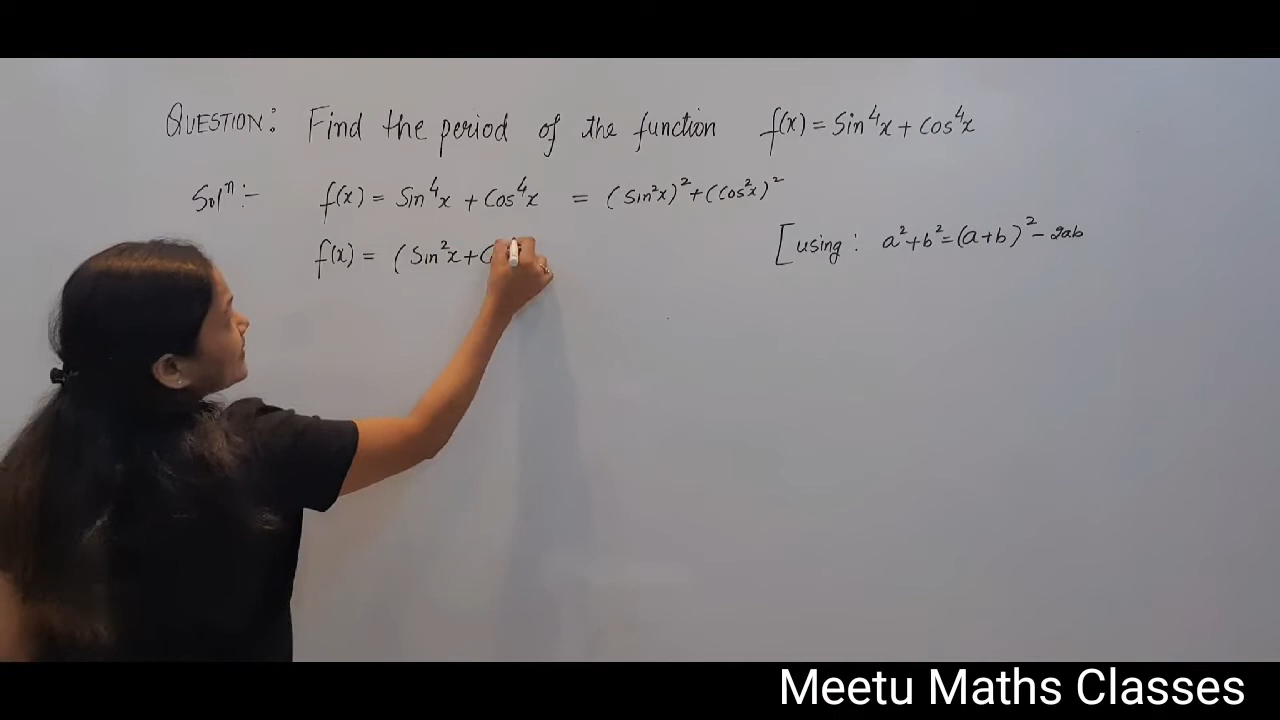 QUESTION: Find the period of the function f(x) = Sin⁴x + Cos⁴x
Solⁿ :- f(x) = Sin⁴x + Cos⁴x = (Sin²x)² + (Cos²x)²
[using : a² + b² = (a+b)² - 2ab
f(x) = (Sin²x + C
Meetu Maths Classes